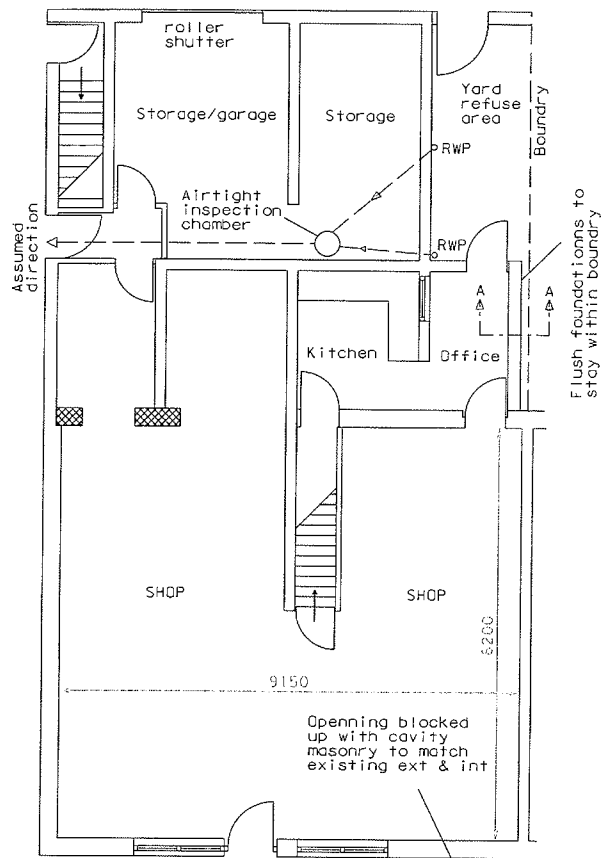 roller
shutter
Storage/garage
Storage
Yard
refuse
area
Boundry
RWP
Airtight
inspection
chamber
RWP
Assumed
direction
Flush foundationns to
stay within boundry
A
A
Kitchen
Office
SHOP
SHOP
6200
9150
Openning blocked
up with cavity
masonry to match
existing ext & int